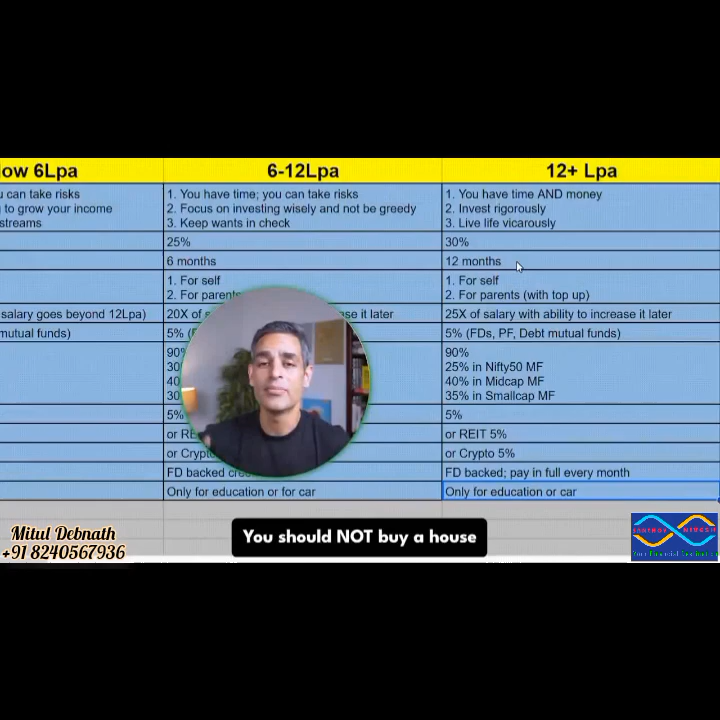 ow 6Lpa
6-12Lpa
12+ Lpa
u can take risks
g to grow your income
streams
1. You have time; you can take risks
2. Focus on investing wisely and not be greedy
3. Keep wants in check
1. You have time AND money
2. Invest rigorously
3. Live life vicarously
25%
30%
6 months
12 months
1. For self
2. For parents
1. For self
2. For parents (with top up)
salary goes beyond 12Lpa)
20X of s
ase it later
25X of salary with ability to increase it later
mutual funds)
5% (F
5% (FDs, PF, Debt mutual funds)
90%
30
40
30
90%
25% in Nifty50 MF
40% in Midcap MF
35% in Smallcap MF
5%
5%
or REI
or REIT 5%
or Crypto
or Crypto 5%
FD backed cre
FD backed; pay in full every month
Only for education or for car
Only for education or car
You should NOT buy a house
Mitul Debnath
+91 8240567936